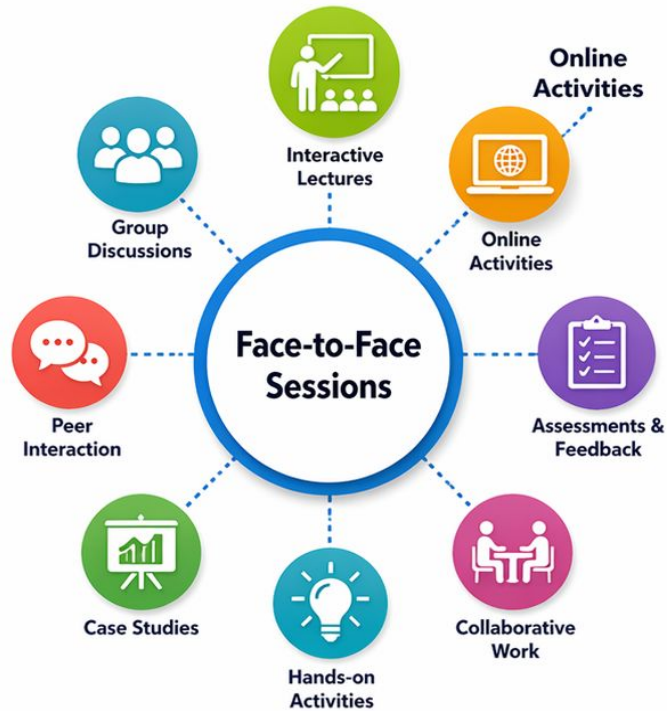 Online
Activities
Interactive
Lectures
Group
Discussions
Online
Activities
Face-to-Face
Sessions
Peer
Interaction
Assessments &
Feedback
Case Studies
Collaborative
Work
Hands-on
Activities